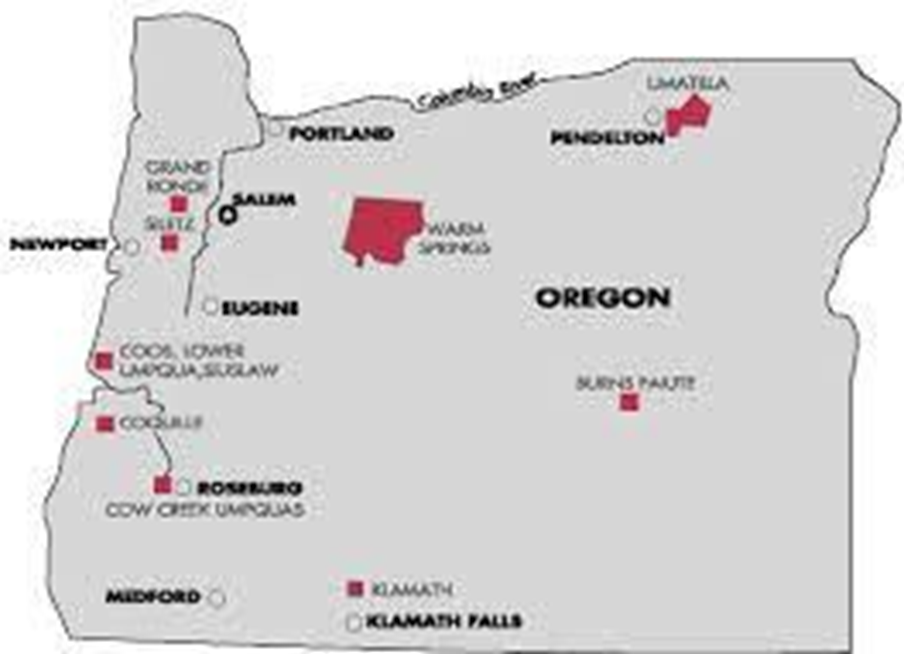 Columbia River
UMATILLA
PORTLAND
PENDELTON
GRAND
RONDE
SALEM
SILETZ
WARM
SPRINGS
NEWPORT
OREGON
EUGENE
COOS, LOWER
UMPQUA, SIUSLAW
BURNS PAIUTE
COQUILLE
ROSEBURG
COW CREEK UMPQUAS
KLAMATH
MEDFORD
KLAMATH FALLS